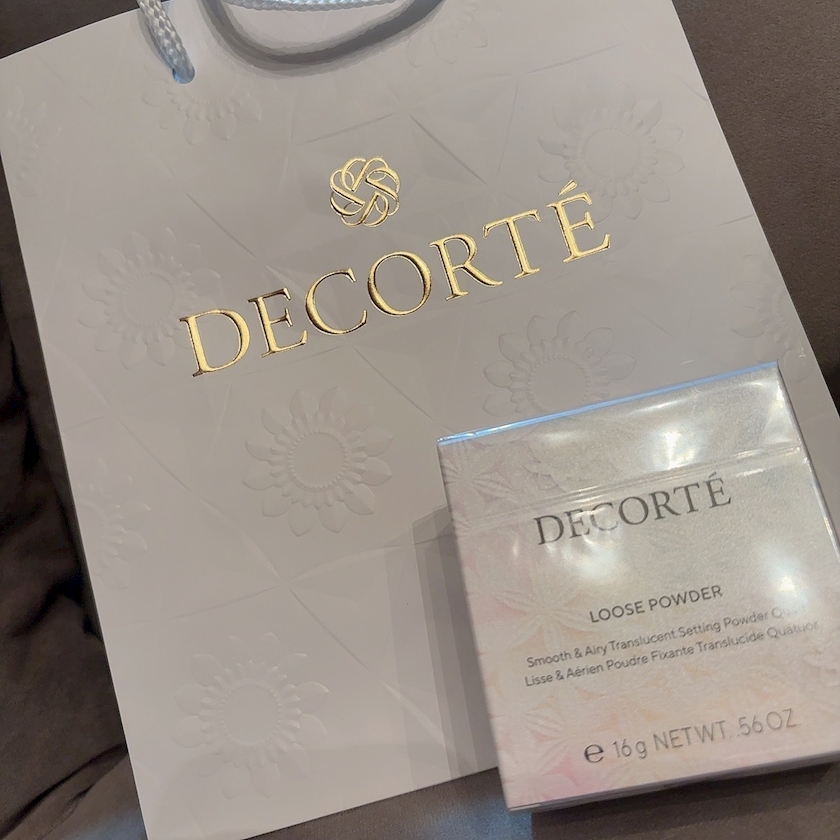 DECORTÉ
DECORTÉ
LOOSE POWDER
Smooth & Airy Translucent Setting Powder
Lisse & Aérien Poudre Fixante Translucide Quatuor
e 16g NET WT. .56 OZ